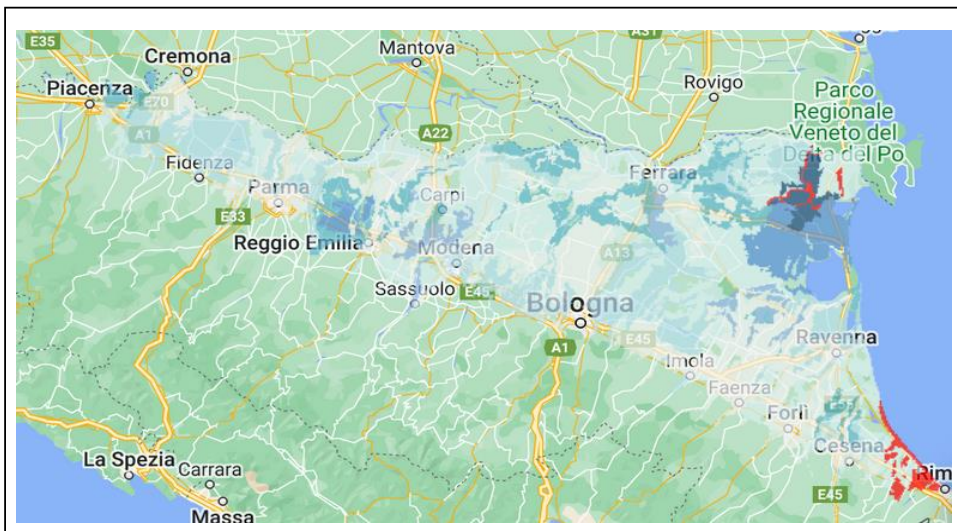 E35
Cremona
Mantova
A31
Piacenza
E70
Rovigo
A1
Parco
Regionale
Veneto del
Delta del Po
A22
Fidenza
Ferrara
Parma
Carpi
E33
Reggio Emilia
Modena
A13
Sassuolo
E45
Bologna
A1
E45
Ravenna
Imola
Faenza
Forlì
E45
Cesena
La Spezia
Carrara
E45
Rim
Massa